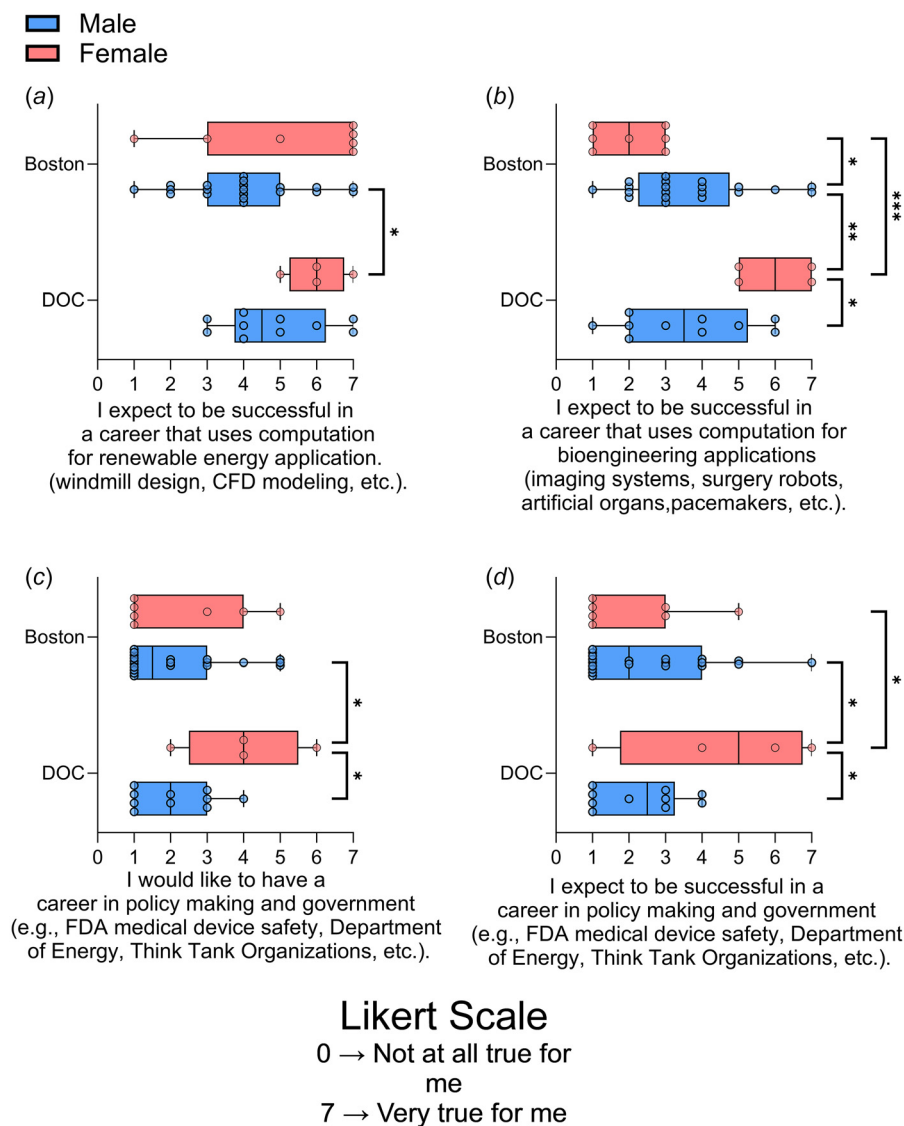 Male
Female
(a)
Boston
DOC
*
0 1 2 3 4 5 6 7
I expect to be successful in
a career that uses computation
for renewable energy application.
(windmill design, CFD modeling, etc.).
(b)
Boston
DOC
*
**
*
***
0 1 2 3 4 5 6 7
I expect to be successful in
a career that uses computation for
bioengineering applications
(imaging systems, surgery robots,
artificial organs,pacemakers, etc.).
(c)
Boston
DOC
*
*
0 1 2 3 4 5 6 7
I would like to have a
career in policy making and government
(e.g., FDA medical device safety, Department
of Energy, Think Tank Organizations, etc.).
(d)
Boston
DOC
*
*
*
0 1 2 3 4 5 6 7
I expect to be successful in a
career in policy making and government
(e.g., FDA medical device safety, Department
of Energy, Think Tank Organizations, etc.).
Likert Scale
0 → Not at all true for
me
7 → Very true for me